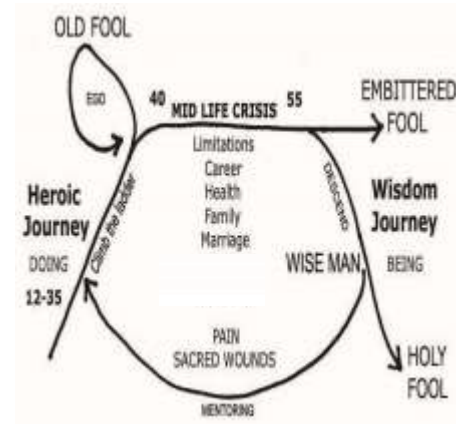 OLD FOOL
EGO
40
MID LIFE CRISIS
55
EMBITTERED
FOOL
Limitations
Career
Health
Family
Marriage
Heroic
Journey
DOING
12-35
Climb the ladder
DESCEND
Wisdom
Journey
BEING
WISE MAN
PAIN
SACRED WOUNDS
MENTORING
HOLY
FOOL